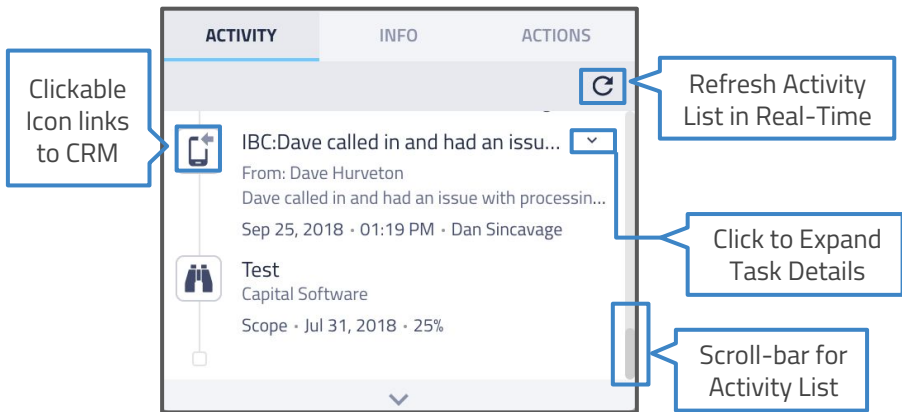 ACTIVITY INFO ACTIONS
Clickable
Icon links
to CRM
Refresh Activity
List in Real-Time
IBC:Dave called in and had an issu...
From: Dave Hurveton
Dave called in and had an issue with processin...
Sep 25, 2018 · 01:19 PM · Dan Sincavage
Click to Expand
Task Details
Test
Capital Software
Scope · Jul 31, 2018 · 25%
Scroll-bar for
Activity List